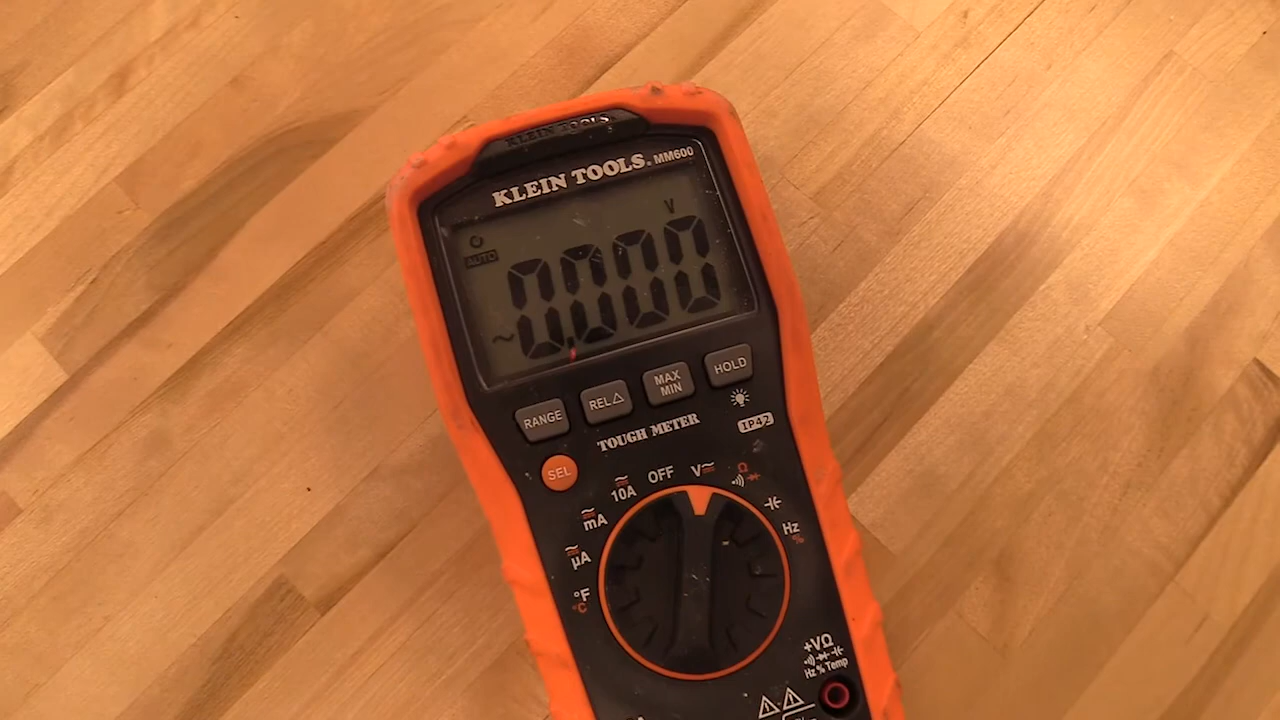 KLEIN TOOLS
KLEIN TOOLS® MM600
V
AUTO
~ 0.000
RANGE
REL△
MAX
MIN
HOLD
TOUGH METER
IP42
SEL
10A
OFF
V
Ω
mA
Hz
%
µA
°F
°C
+VΩ
Hz % Temp